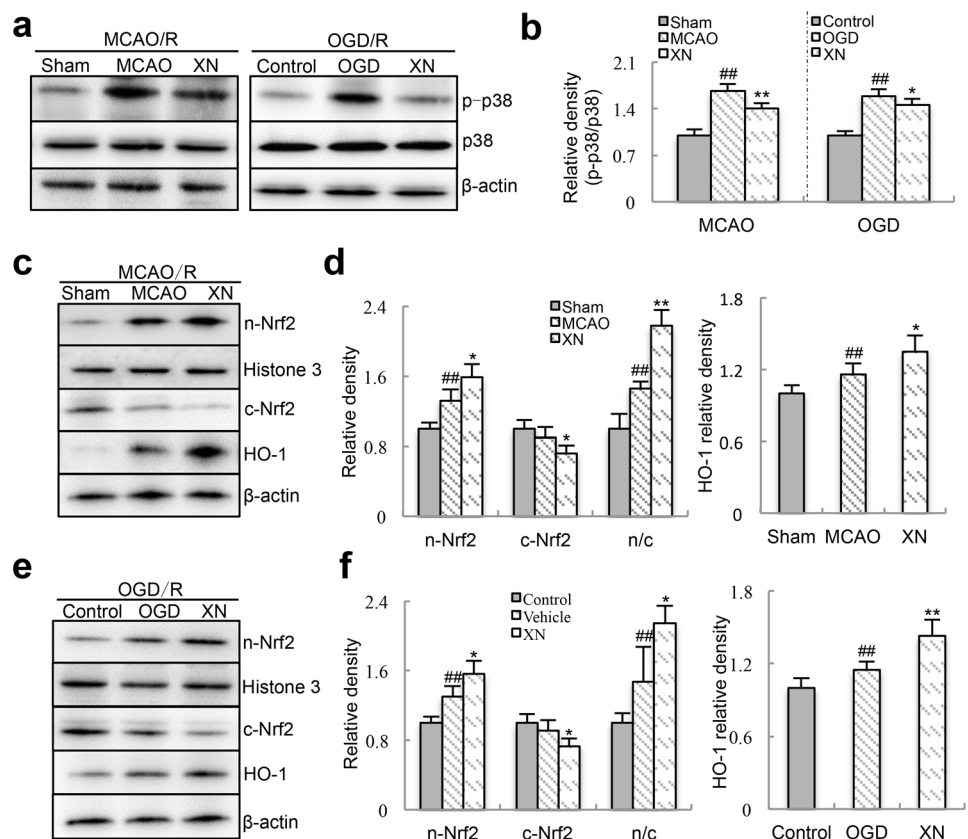 a
MCAO/R
Sham MCAO XN
OGD/R
Control OGD XN
p-p38
p38
β-actin
b
Sham
MCAO
XN
Control
OGD
XN
Relative density
(p-p38/p38)
2.1
1.4
0.7
0
##
**
##
*
MCAO
OGD
c
MCAO/R
Sham MCAO XN
n-Nrf2
Histone 3
c-Nrf2
HO-1
β-actin
d
Relative density
2.4
1.6
0.8
0
Sham
MCAO
XN
##
*
*
##
**
n-Nrf2 c-Nrf2 n/c
HO-1 relative density
1.8
1.2
0.6
0
##
*
Sham MCAO XN
e
OGD/R
Control OGD XN
n-Nrf2
Histone 3
c-Nrf2
HO-1
β-actin
f
Relative density
2.4
1.6
0.8
0
Control
Vehicle
XN
##
*
*
##
*
n-Nrf2 c-Nrf2 n/c
HO-1 relative density
1.8
1.2
0.6
0
##
**
Control OGD XN